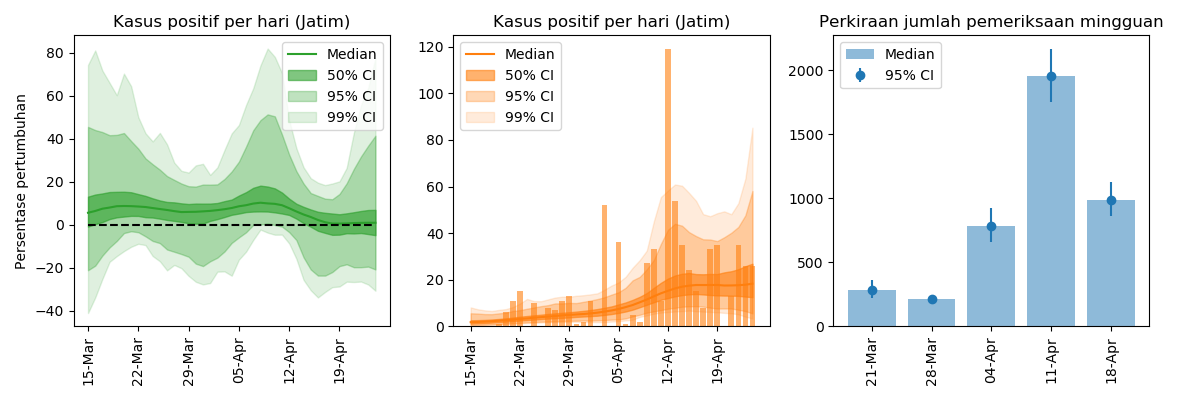 Kasus positif per hari (Jatim)
Persentase pertumbuhan
80
60
40
20
0
−20
−40
Median
50% CI
95% CI
99% CI
15-Mar
22-Mar
29-Mar
05-Apr
12-Apr
19-Apr
Kasus positif per hari (Jatim)
120
100
80
60
40
20
0
Median
50% CI
95% CI
99% CI
15-Mar
22-Mar
29-Mar
05-Apr
12-Apr
19-Apr
Perkiraan jumlah pemeriksaan mingguan
2000
1500
1000
500
0
Median
95% CI
21-Mar
28-Mar
04-Apr
11-Apr
18-Apr